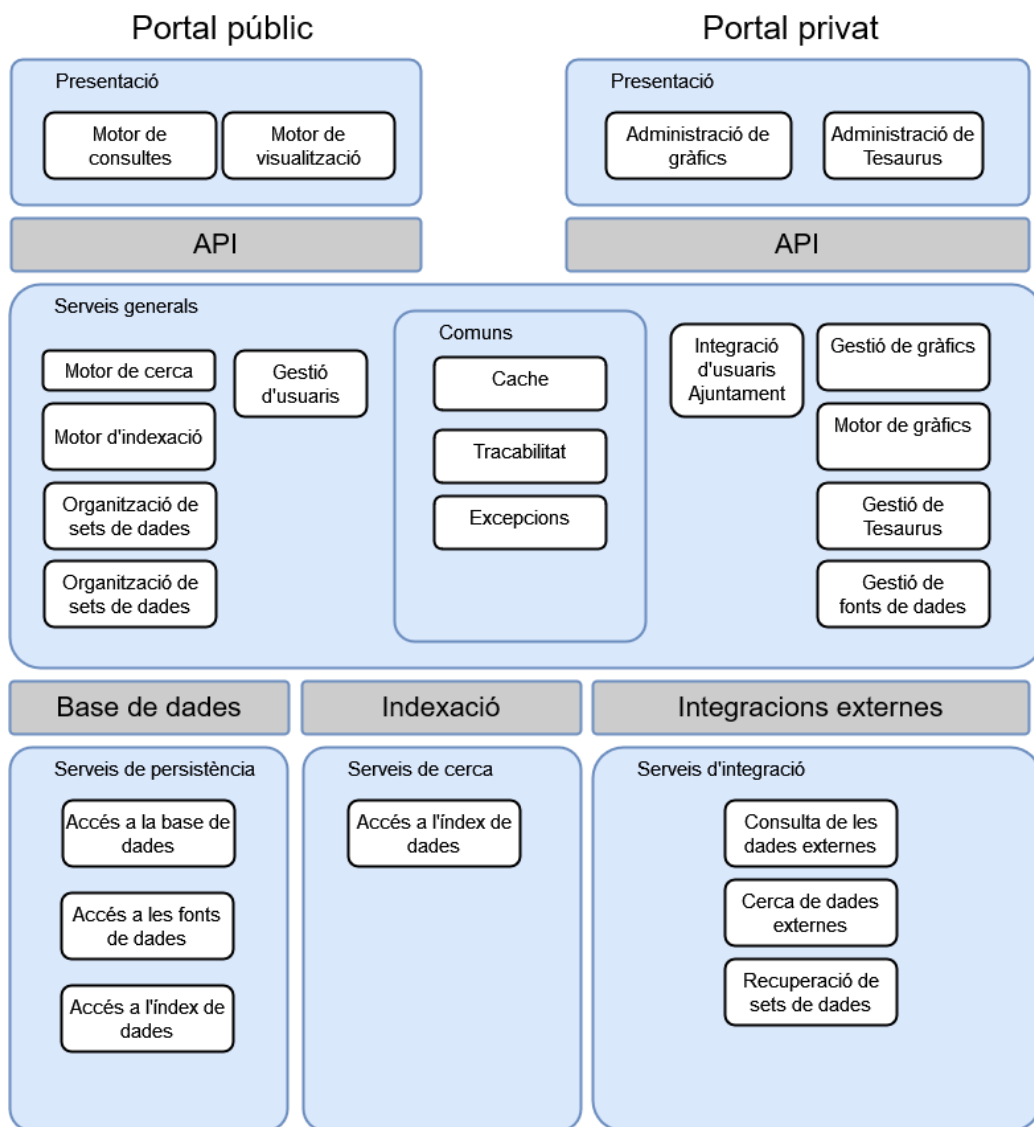 Portal públic
Portal privat
Presentació
Motor de
consultes
Motor de
visualització
Presentació
Administració de
gràfics
Administració de
Tesaurus
API
API
Serveis generals
Motor de cerca
Motor d'indexació
Organització de
sets de dades
Organització de
sets de dades
Gestió
d'usuaris
Comuns
Cache
Tracabilitat
Excepcions
Integració
d'usuaris
Ajuntament
Gestió de gràfics
Motor de gràfics
Gestió de
Tesaurus
Gestió de
fonts de dades
Base de dades
Indexació
Integracions externes
Serveis de persistència
Accés a la base de
dades
Accés a les fonts
de dades
Accés a l'índex de
dades
Serveis de cerca
Accés a l'índex de
dades
Serveis d'integració
Consulta de les
dades externes
Cerca de dades
externes
Recuperació de
sets de dades